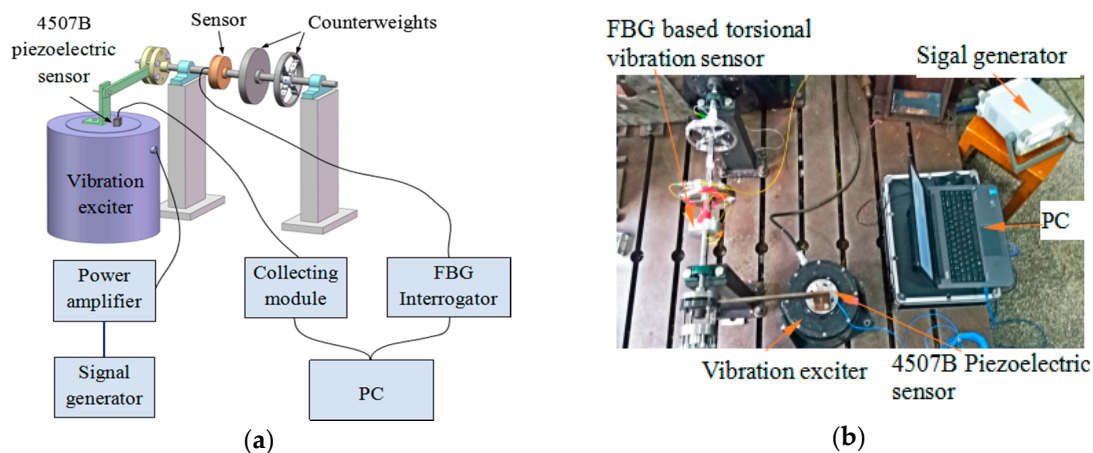 4507B
piezoelectric
sensor
Sensor
Counterweights
Vibration
exciter
Power
amplifier
Collecting
module
FBG
Interrogator
Signal
generator
PC
(a)
FBG based torsional
vibration sensor
Sigal generator
PC
Vibration exciter
4507B Piezoelectric
sensor
(b)